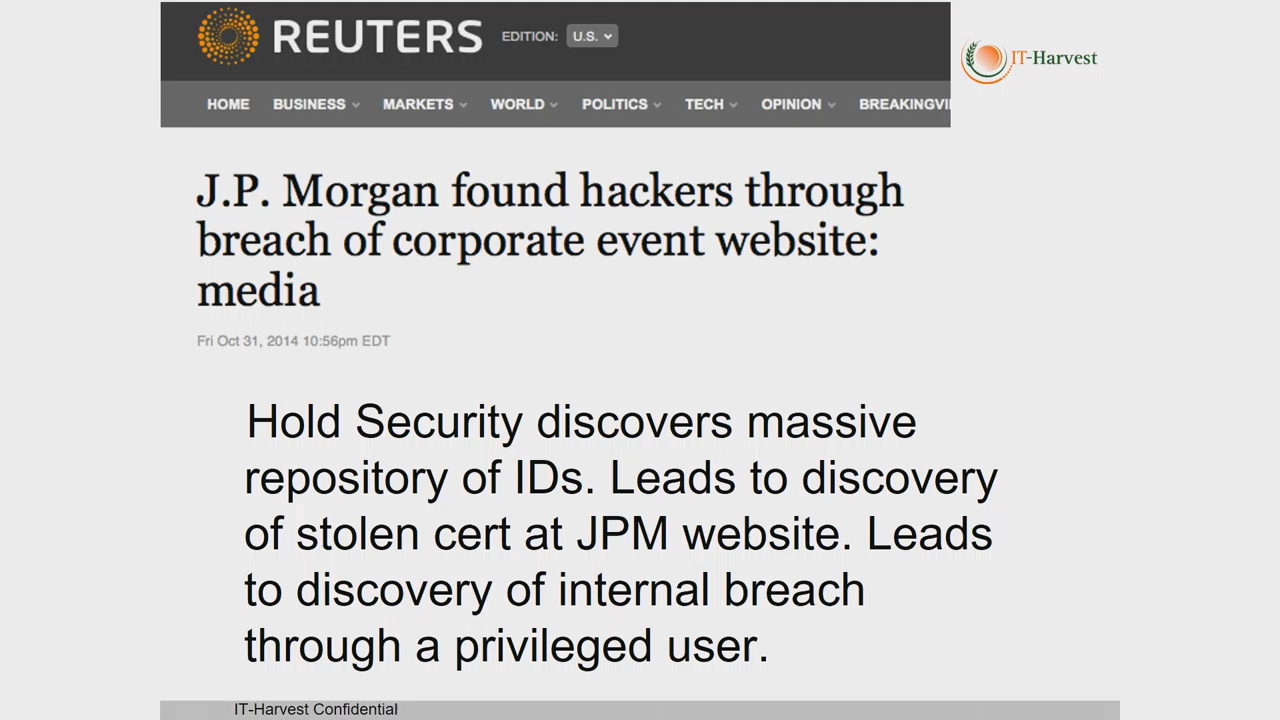 REUTERS EDITION: U.S.
IT-Harvest
HOME BUSINESS MARKETS WORLD POLITICS TECH OPINION BREAKINGVI
J.P. Morgan found hackers through
breach of corporate event website:
media
Fri Oct 31, 2014 10:56pm EDT
Hold Security discovers massive
repository of IDs. Leads to discovery
of stolen cert at JPM website. Leads
to discovery of internal breach
through a privileged user.
IT-Harvest Confidential